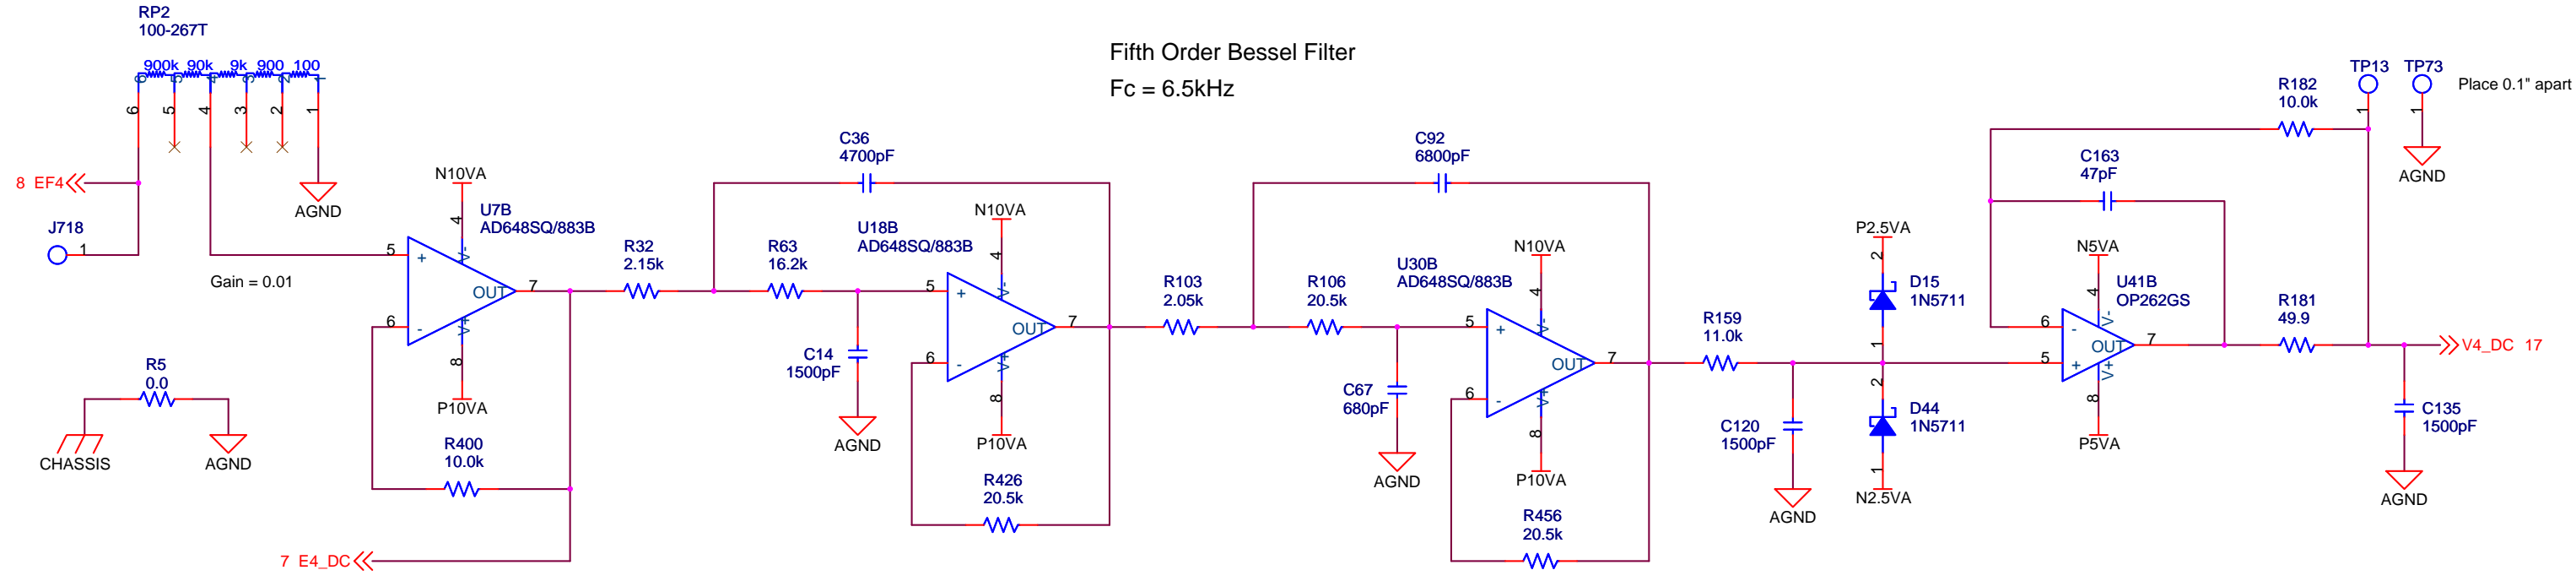 RP2
100-267T
900k 90k 9k 900 100
6 5 4 3 2 1
6 5 4 3 2 1
8 EF4
AGND
J718
1
Gain = 0.01
R5
0.0
CHASSIS
AGND
N10VA
4
U7B
AD648SQ/883B
5
+
V-
OUT
7
6
-
V+
8
P10VA
R400
10.0k
7 E4_DC
Fifth Order Bessel Filter
Fc = 6.5kHz
R32
2.15k
C36
4700pF
R63
16.2k
C14
1500pF
AGND
N10VA
4
U18B
AD648SQ/883B
5
+
V-
OUT
7
6
-
V+
8
P10VA
R426
20.5k
R103
2.05k
C92
6800pF
R106
20.5k
C67
680pF
AGND
N10VA
4
U30B
AD648SQ/883B
5
+
V-
OUT
7
6
-
V+
8
P10VA
R456
20.5k
R159
11.0k
C120
1500pF
AGND
P2.5VA
2
D15
1N5711
1
2
D44
1N5711
1
N2.5VA
R182
10.0k
C163
47pF
N5VA
4
U41B
OP262GS
6
-
V-
OUT
7
5
+
V+
8
P5VA
R181
49.9
TP13
1
TP73
1
Place 0.1" apart
AGND
V4_DC 17
C135
1500pF
AGND